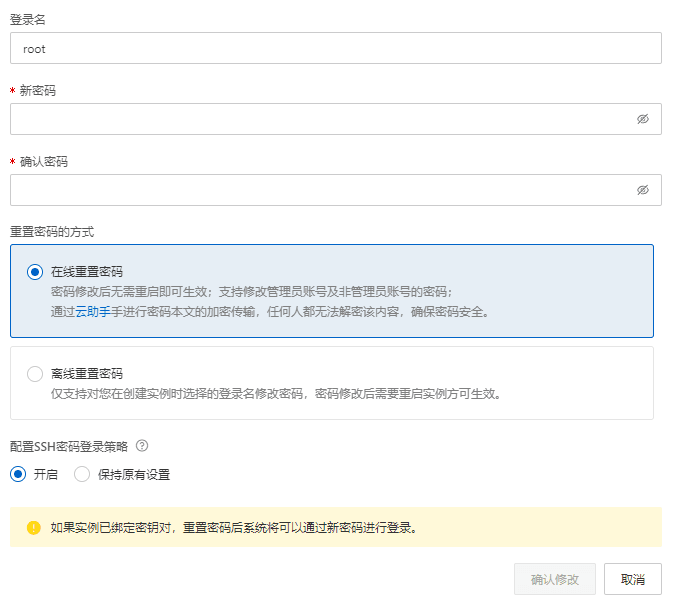 登录名
root
* 新密码
* 确认密码
重置密码的方式
在线重置密码
密码修改后无需重启即可生效；支持修改管理员账号及非管理员账号的密码；
通过云助手手进行密码本文的加密传输，任何人都无法解密该内容，确保密码安全。
离线重置密码
仅支持对您在创建实例时选择的登录名修改密码，密码修改后需要重启实例方可生效。
配置SSH密码登录策略
开启 保持原有设置
如果实例已绑定密钥对，重置密码后系统将可以通过新密码进行登录。
确认修改 取消